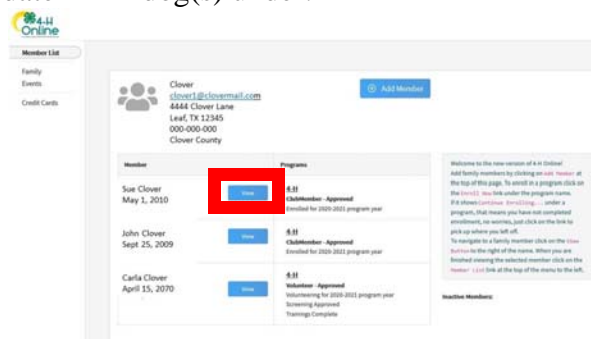 4-H
Online
Member List
Family
Events
Credit Cards
Clover
clover1@clovermail.com
4444 Clover Lane
Leaf, TX 12345
000-000-000
Clover County
Add Member
Member
Programs
Sue Clover
May 1, 2010
View
4-H
ClubMember - Approved
Enrolled for 2020-2021 program year
John Clover
Sept 25, 2009
View
4-H
ClubMember - Approved
Enrolled for 2020-2021 program year
Carla Clover
April 15, 2070
View
4-H
Volunteer - Approved
Volunteering for 2020-2021 program year
Screening Approved
Trainings Complete
Welcome to the new version of 4-H Online!
Add family members by clicking on Add Member at
the top of this page. To enroll in a program click on
the Enroll Now link under the program name.
If it shows Continue Enrolling... under a
program, that means you have not completed
enrollment, no worries, just click on the link to
pick up where you left off.
To navigate to a family member click on the View
Button to the right of the name. When you are
finished viewing the selected member click on the
Member List link at the top of the menu to the left.
Inactive Members: